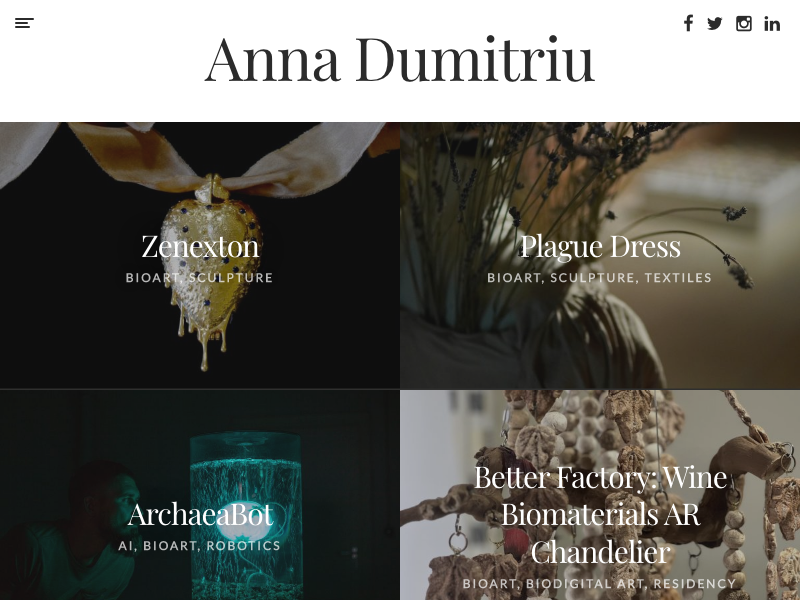 Anna Dumitriu
Zenexton
BIOART, SCULPTURE
Plague Dress
BIOART, SCULPTURE, TEXTILES
ArchaeaBot
AI, BIOART, ROBOTICS
Better Factory: Wine
Biomaterials AR
Chandelier
BIOART, BIODIGITAL ART, RESIDENCY